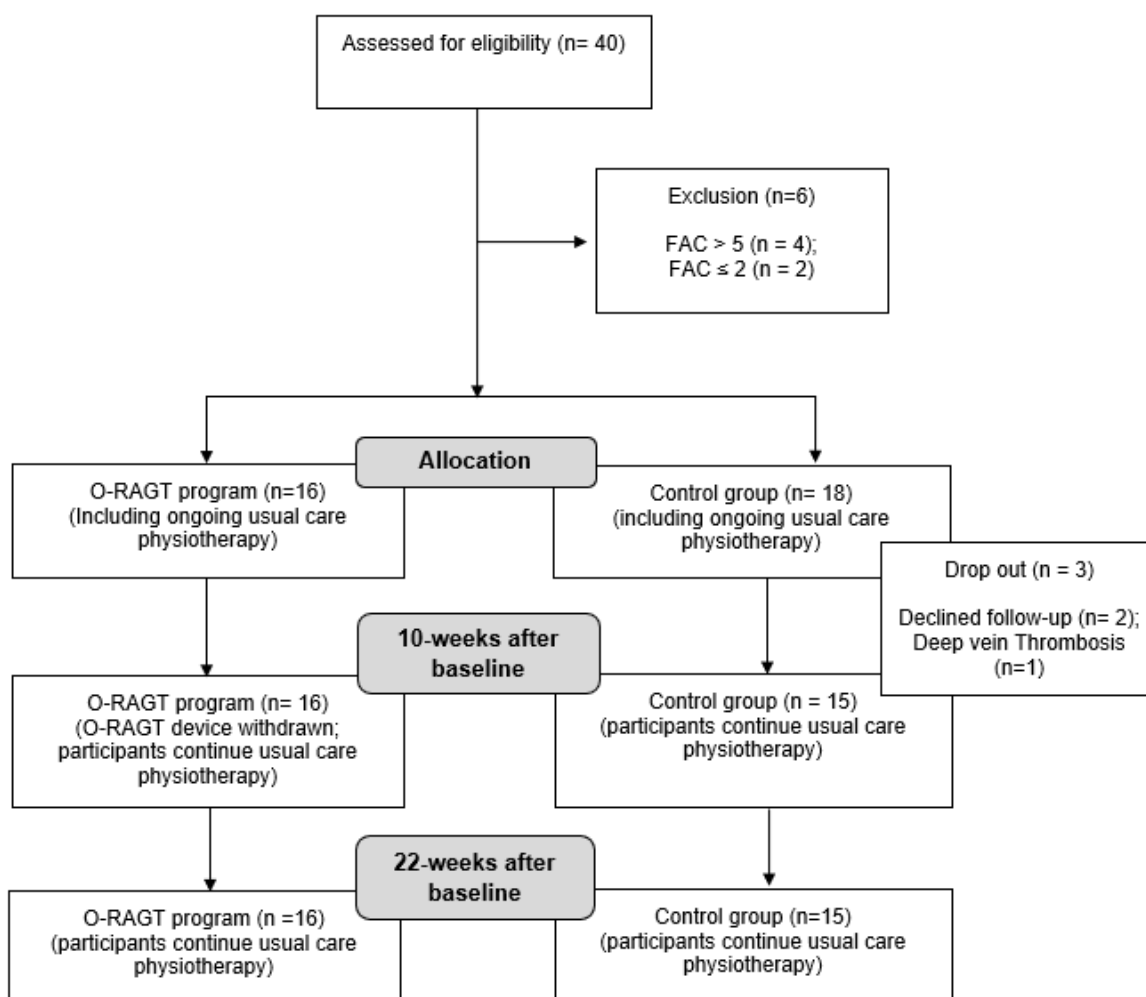 Assessed for eligibility (n= 40)
Exclusion (n=6)
FAC > 5 (n = 4);
FAC ≤ 2 (n = 2)
Allocation
O-RAGT program (n=16)
(Including ongoing usual care
physiotherapy)
Control group (n= 18)
(including ongoing usual care
physiotherapy)
Drop out (n = 3)
Declined follow-up (n= 2);
Deep vein Thrombosis
(n=1)
10-weeks after
baseline
O-RAGT program (n= 16)
(O-RAGT device withdrawn;
participants continue usual care
physiotherapy)
Control group (n = 15)
(participants continue usual care
physiotherapy)
22-weeks after
baseline
O-RAGT program (n =16)
(participants continue usual care
physiotherapy)
Control group (n=15)
(participants continue usual care
physiotherapy)